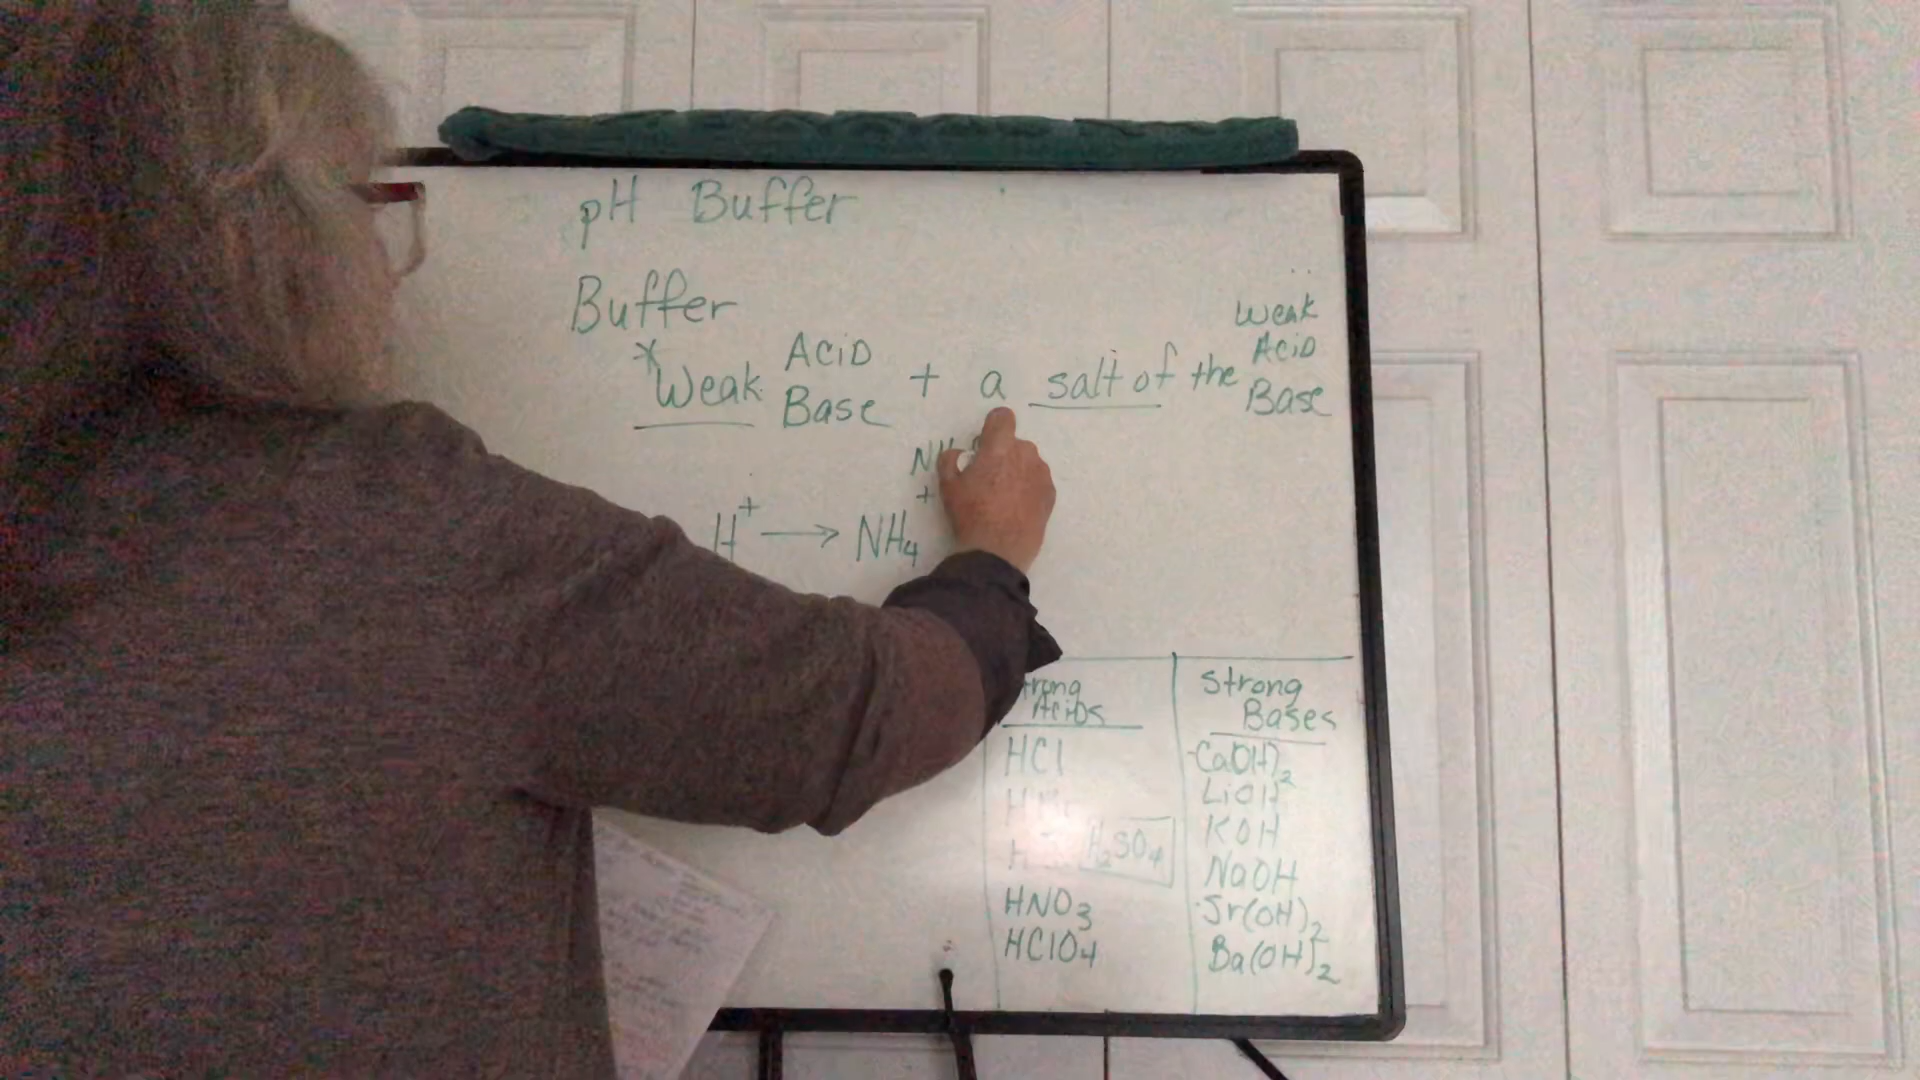 pH Buffer
Buffer
*Weak Acid Base + a salt of the Weak Acid Base
+
H⁺ → NH₄
Acids
HCl
H₂SO₄
HNO₃
HClO₄
Strong
Bases
Ca(OH)₂
LiOH
KOH
NaOH
Sr(OH)₂
Ba(OH)₂